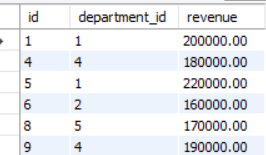 id department_id revenue
1 1 200000.00
4 4 180000.00
5 1 220000.00
6 2 160000.00
8 5 170000.00
9 4 190000.00